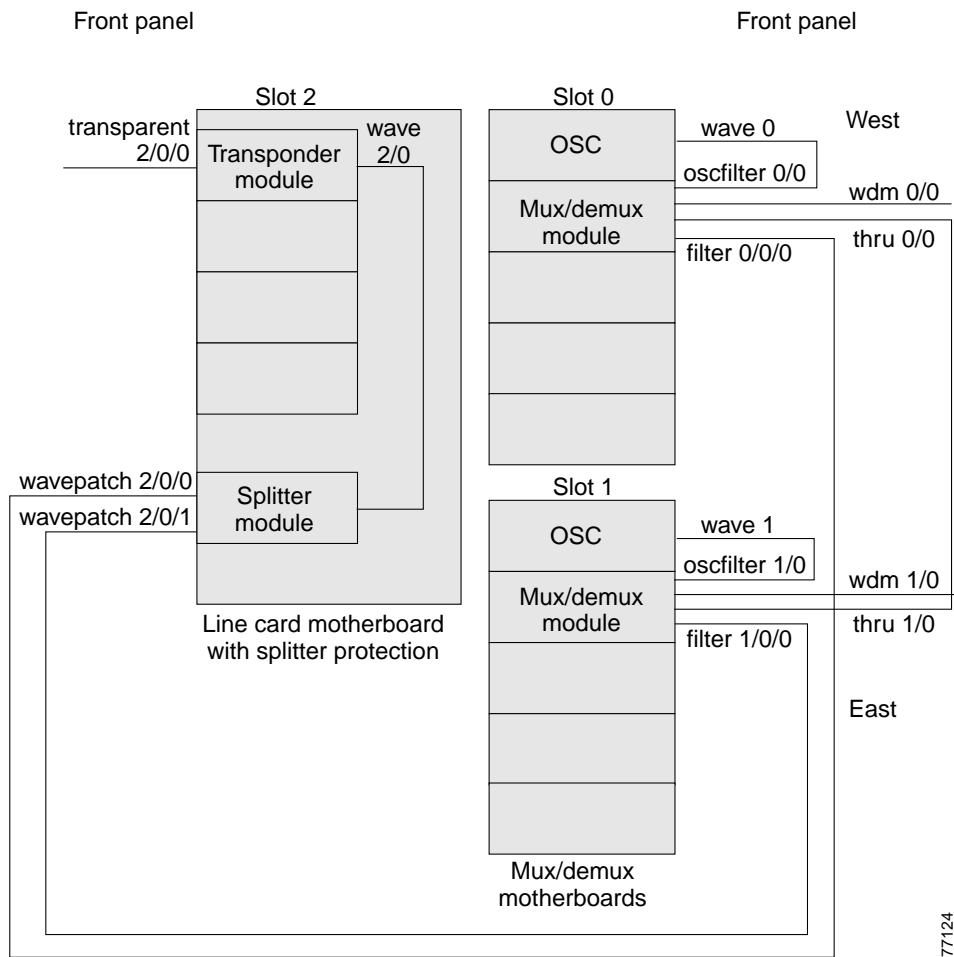 Front panel
Front panel
Slot 2
transparent
2/0/0
Transponder
module
wave
2/0
wavepatch 2/0/0
wavepatch 2/0/1
Splitter
module
Line card motherboard
with splitter protection
Slot 0
OSC
wave 0
West
oscfilter 0/0
wdm 0/0
Mux/demux
module
thru 0/0
filter 0/0/0
Slot 1
OSC
wave 1
oscfilter 1/0
wdm 1/0
Mux/demux
module
thru 1/0
filter 1/0/0
East
Mux/demux
motherboards
77124